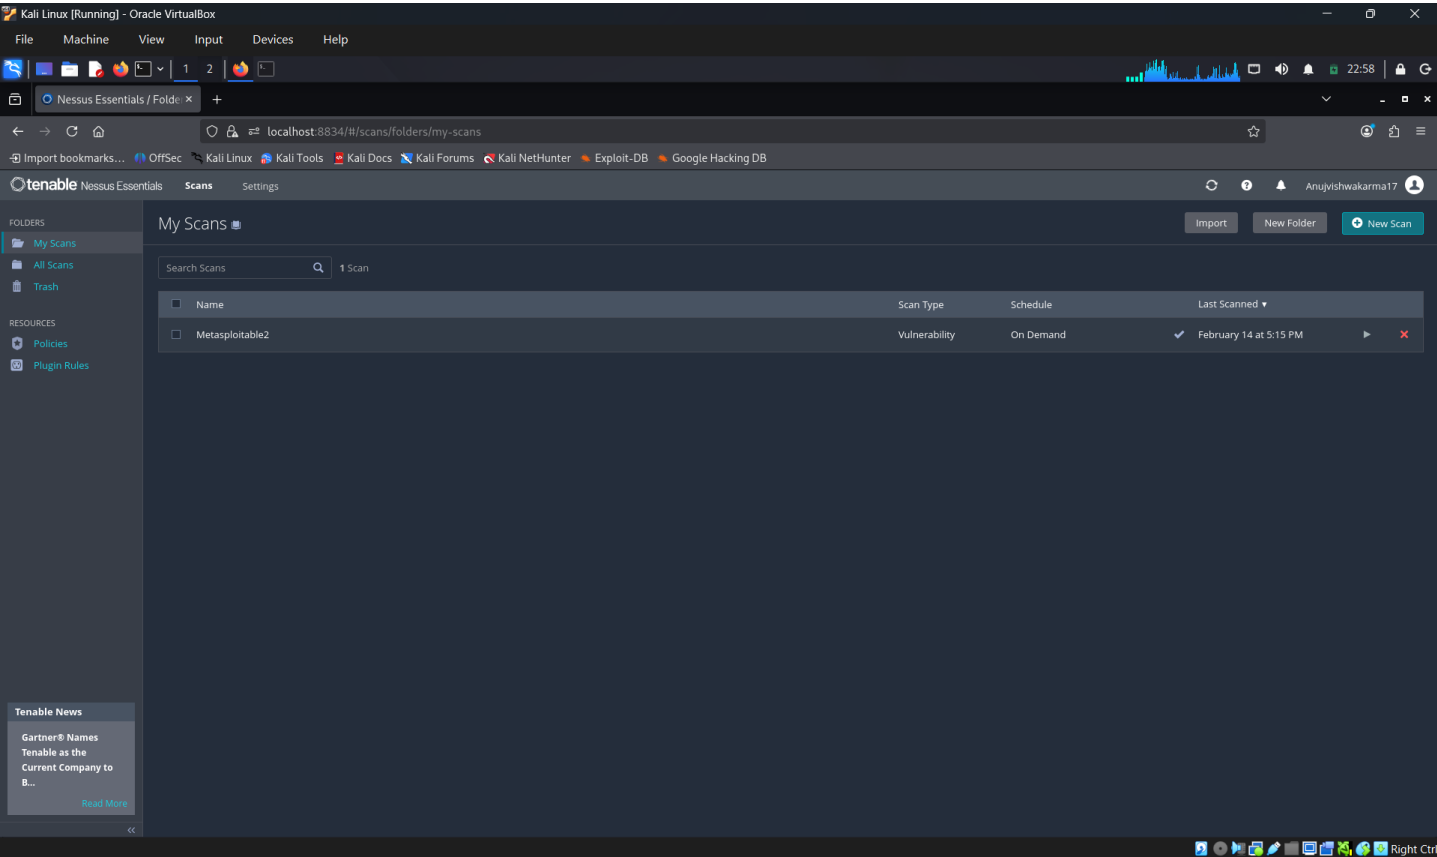 Kali Linux [Running] - Oracle VirtualBox
File Machine View Input Devices Help
1 2 22:58
Nessus Essentials / Folde
localhost:8834/#/scans/folders/my-scans
Import bookmarks... OffSec Kali Linux Kali Tools Kali Docs Kali Forums Kali NetHunter Exploit-DB Google Hacking DB
tenable Nessus Essentials Scans Settings Anujvishwakarma17
FOLDERS
My Scans
All Scans
Trash
RESOURCES
Policies
Plugin Rules
My Scans Import New Folder New Scan
Search Scans 1 Scan
Name Scan Type Schedule Last Scanned
Metasploitable2 Vulnerability On Demand February 14 at 5:15 PM
Tenable News
Gartner® Names
Tenable as the
Current Company to
B...
Read More
Right Ctrl